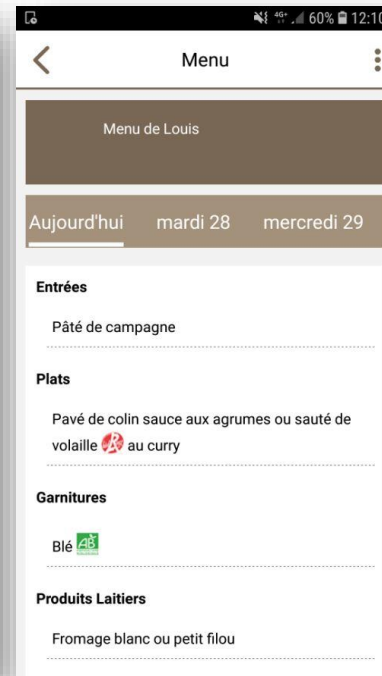 4G+ 60% 12:10
Menu
Menu de Louis
Aujourd'hui mardi 28 mercredi 29
Entrées
Pâté de campagne
Plats
Pavé de colin sauce aux agrumes ou sauté de
volaille au curry
Garnitures
Blé AB
Produits Laitiers
Fromage blanc ou petit filou